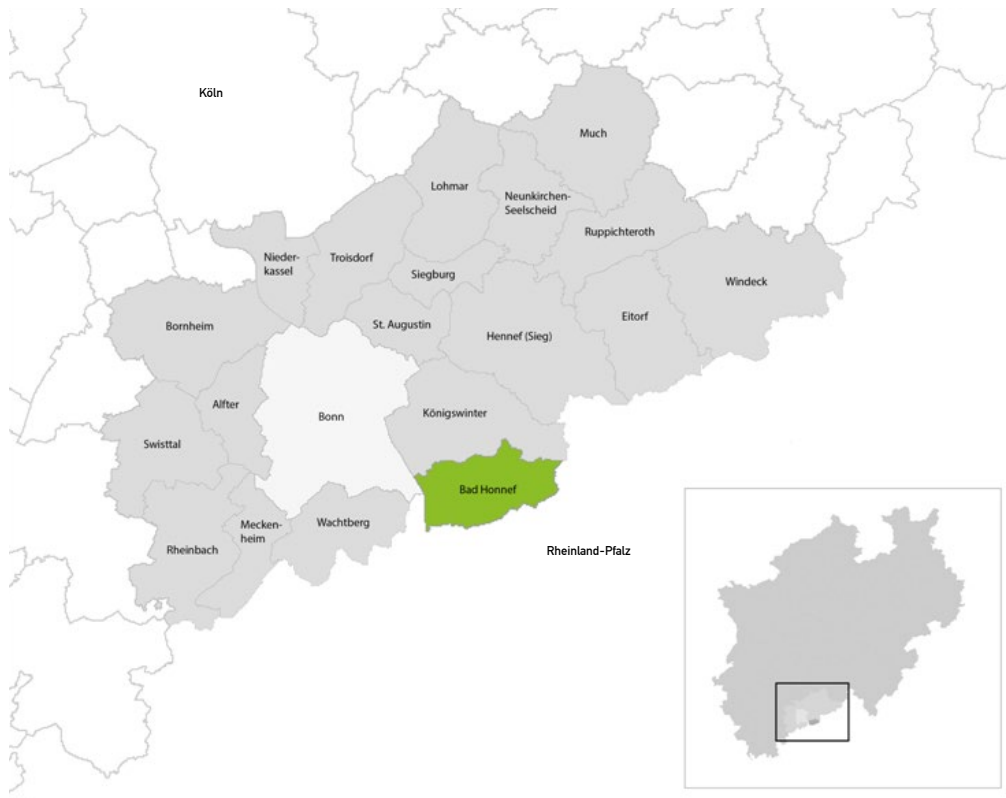 Köln
Much
Lohmar
Neunkirchen-
Seelscheid
Ruppichteroth
Nieder-
kassel
Troisdorf
Siegburg
Windeck
Bornheim
St. Augustin
Eitorf
Hennef (Sieg)
Alfter
Bonn
Königswinter
Swisttal
Bad Honnef
Mecken-
heim
Wachtberg
Rheinbach
Rheinland-Pfalz